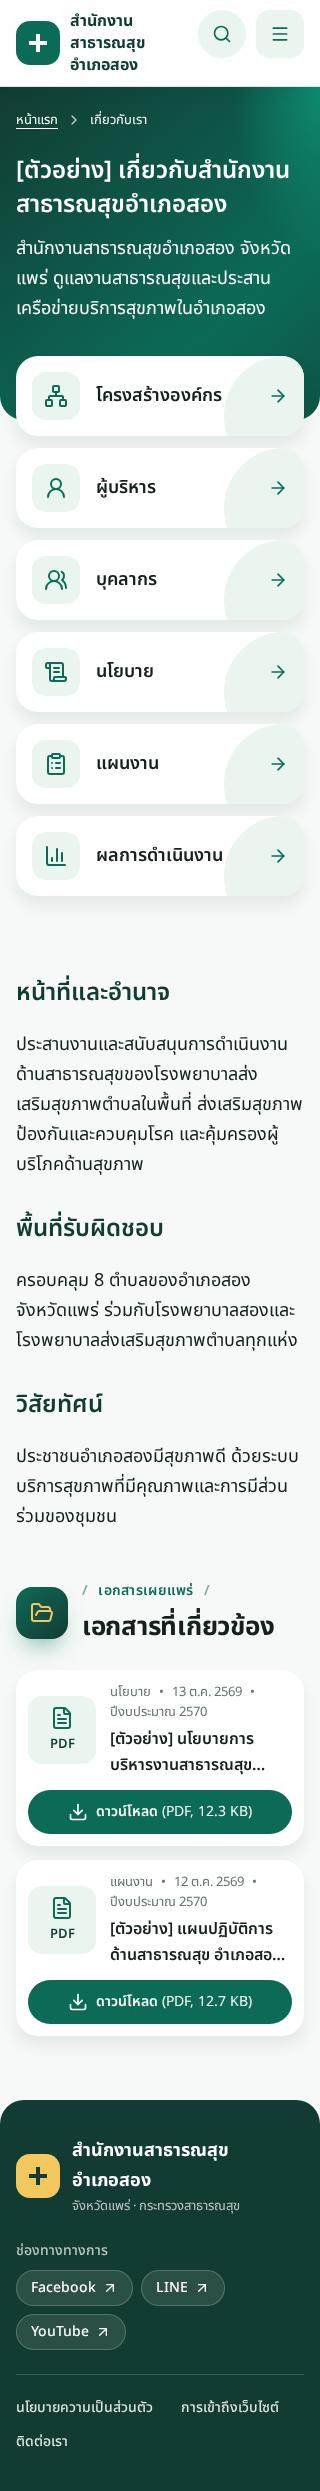 สำนักงาน
สาธารณสุข
อำเภอสอง
หน้าแรก > เกี่ยวกับเรา
[ตัวอย่าง] เกี่ยวกับสำนักงาน
สาธารณสุขอำเภอสอง
สำนักงานสาธารณสุขอำเภอสอง จังหวัด
แพร่ ดูแลงานสาธารณสุขและประสาน
เครือข่ายบริการสุขภาพในอำเภอสอง
โครงสร้างองค์กร
ผู้บริหาร
บุคลากร
นโยบาย
แผนงาน
ผลการดำเนินงาน
หน้าที่และอำนาจ
ประสานงานและสนับสนุนการดำเนินงาน
ด้านสาธารณสุขของโรงพยาบาลส่ง
เสริมสุขภาพตำบลในพื้นที่ ส่งเสริมสุขภาพ
ป้องกันและควบคุมโรค และคุ้มครองผู้
บริโภคด้านสุขภาพ
พื้นที่รับผิดชอบ
ครอบคลุม 8 ตำบลของอำเภอสอง
จังหวัดแพร่ ร่วมกับโรงพยาบาลสองและ
โรงพยาบาลส่งเสริมสุขภาพตำบลทุกแห่ง
วิสัยทัศน์
ประชาชนอำเภอสองมีสุขภาพดี ด้วยระบบ
บริการสุขภาพที่มีคุณภาพและการมีส่วน
ร่วมของชุมชน
/ เอกสารเผยแพร่ /
เอกสารที่เกี่ยวข้อง
นโยบาย • 13 ต.ค. 2569 •
ปีงบประมาณ 2570
PDF
[ตัวอย่าง] นโยบายการ
บริหารงานสาธารณสุข...
ดาวน์โหลด (PDF, 12.3 KB)
แผนงาน • 12 ต.ค. 2569 •
ปีงบประมาณ 2570
PDF
[ตัวอย่าง] แผนปฏิบัติการ
ด้านสาธารณสุข อำเภอสอ...
ดาวน์โหลด (PDF, 12.7 KB)
สำนักงานสาธารณสุข
อำเภอสอง
จังหวัดแพร่ · กระทรวงสาธารณสุข
ช่องทางทางการ
Facebook
LINE
YouTube
นโยบายความเป็นส่วนตัว
การเข้าถึงเว็บไซต์
ติดต่อเรา